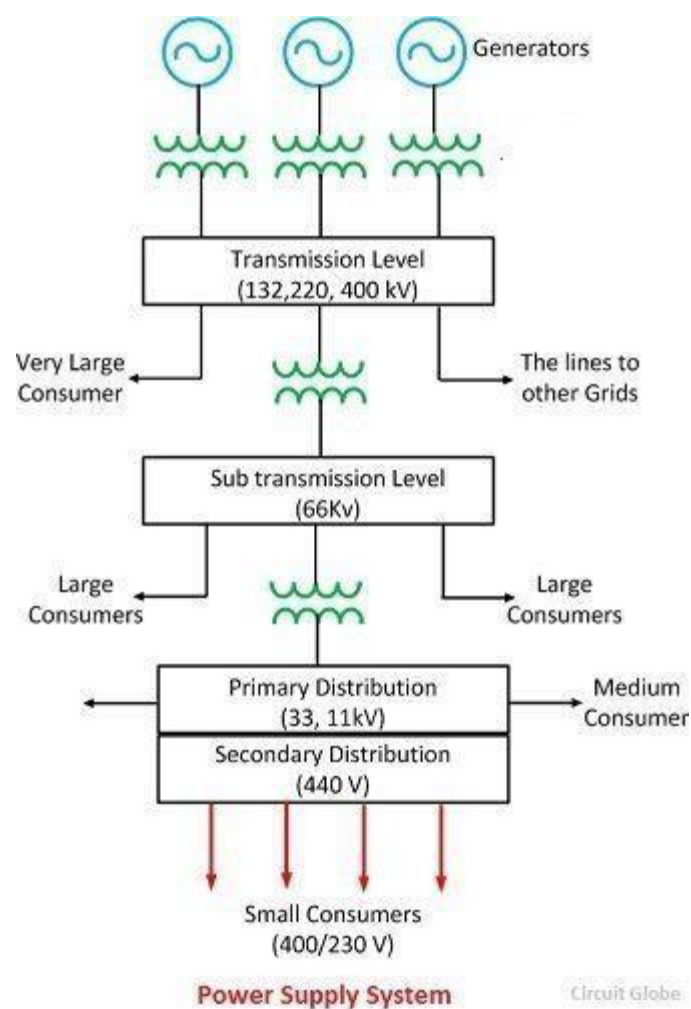 Generators
Transmission Level
(132,220, 400 kV)
Very Large
Consumer
The lines to
other Grids
Sub transmission Level
(66Kv)
Large
Consumers
Large
Consumers
Primary Distribution
(33, 11kV)
Medium
Consumer
Secondary Distribution
(440 V)
Small Consumers
(400/230 V)
Power Supply System
Circuit Globe